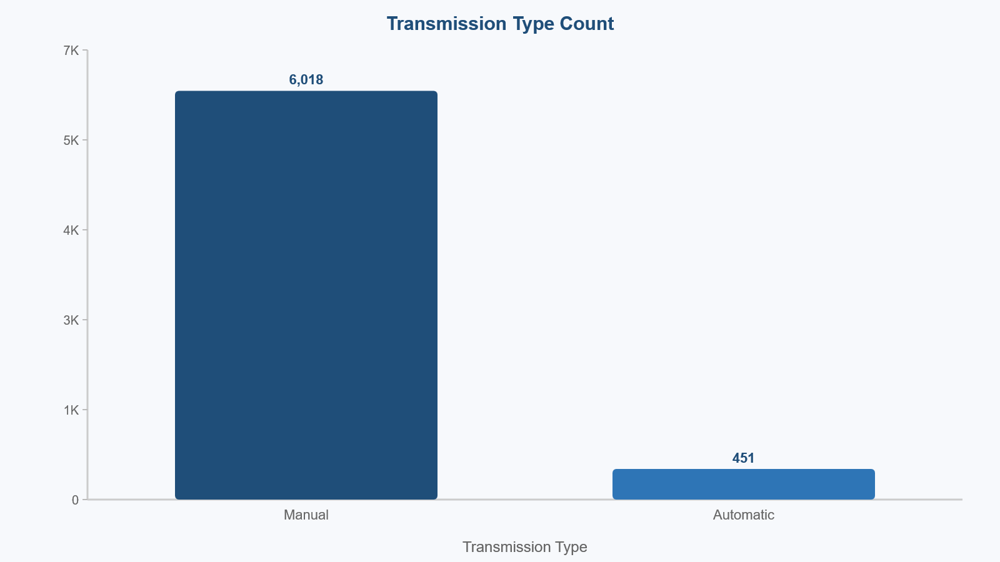 Transmission Type Count
7K
5K
4K
3K
1K
0
6,018
451
Manual
Automatic
Transmission Type